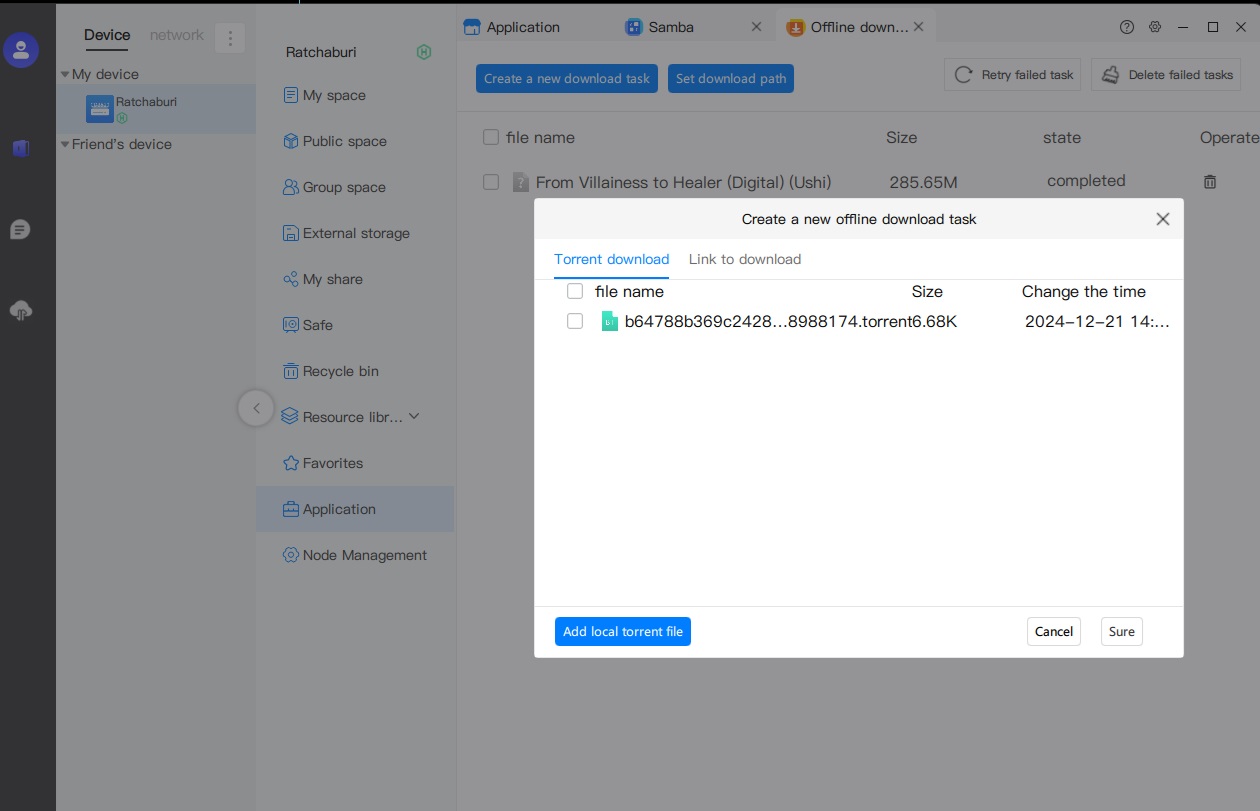 Device network
My device
Ratchaburi
Friend's device
Ratchaburi
My space
Public space
Group space
External storage
My share
Safe
Recycle bin
Resource libr...
Favorites
Application
Node Management
Application Samba Offline down...
Create a new download task Set download path Retry failed task Delete failed tasks
file name Size state Operate
From Villainess to Healer (Digital) (Ushi) 285.65M completed
Create a new offline download task
Torrent download Link to download
file name Size Change the time
b64788b369c2428...8988174.torrent 6.68K 2024-12-21 14:...
Add local torrent file Cancel Sure